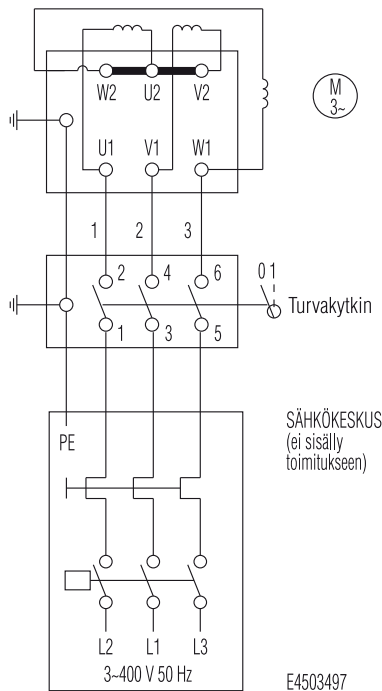 W2 U2 V2
M
3~
U1 V1 W1
1 2 3
2 4 6
0 1
Turvakytkin
1 3 5
SÄHKÖKESKUS
(ei sisälly
toimitukseen)
PE
L2 L1 L3
3~400 V 50 Hz
E4503497